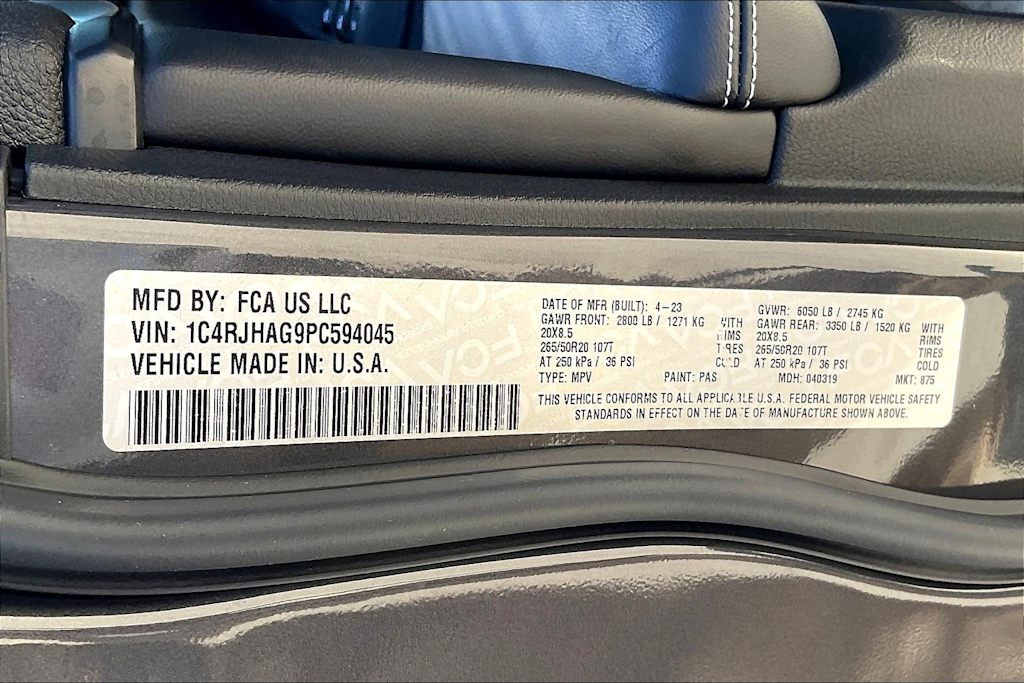 MFD BY: FCA US LLC
VIN: 1C4RJHAG9PC594045
VEHICLE MADE IN: U.S.A.
DATE OF MFR (BUILT): 4-23
GVWR: 6050 LB / 2745 KG
GAWR FRONT: 2800 LB / 1271 KG WITH
20X8.5 RIMS
265/50R20 107T TIRES
AT 250 kPa / 36 PSI COLD
GAWR REAR: 3350 LB / 1520 KG WITH
20X8.5 RIMS
265/50R20 107T TIRES
AT 250 kPa / 36 PSI COLD
TYPE: MPV PAINT: PAS MDH: 040319 MKT: 875
THIS VEHICLE CONFORMS TO ALL APPLICABLE U.S.A. FEDERAL MOTOR VEHICLE SAFETY
STANDARDS IN EFFECT ON THE DATE OF MANUFACTURE SHOWN ABOVE.